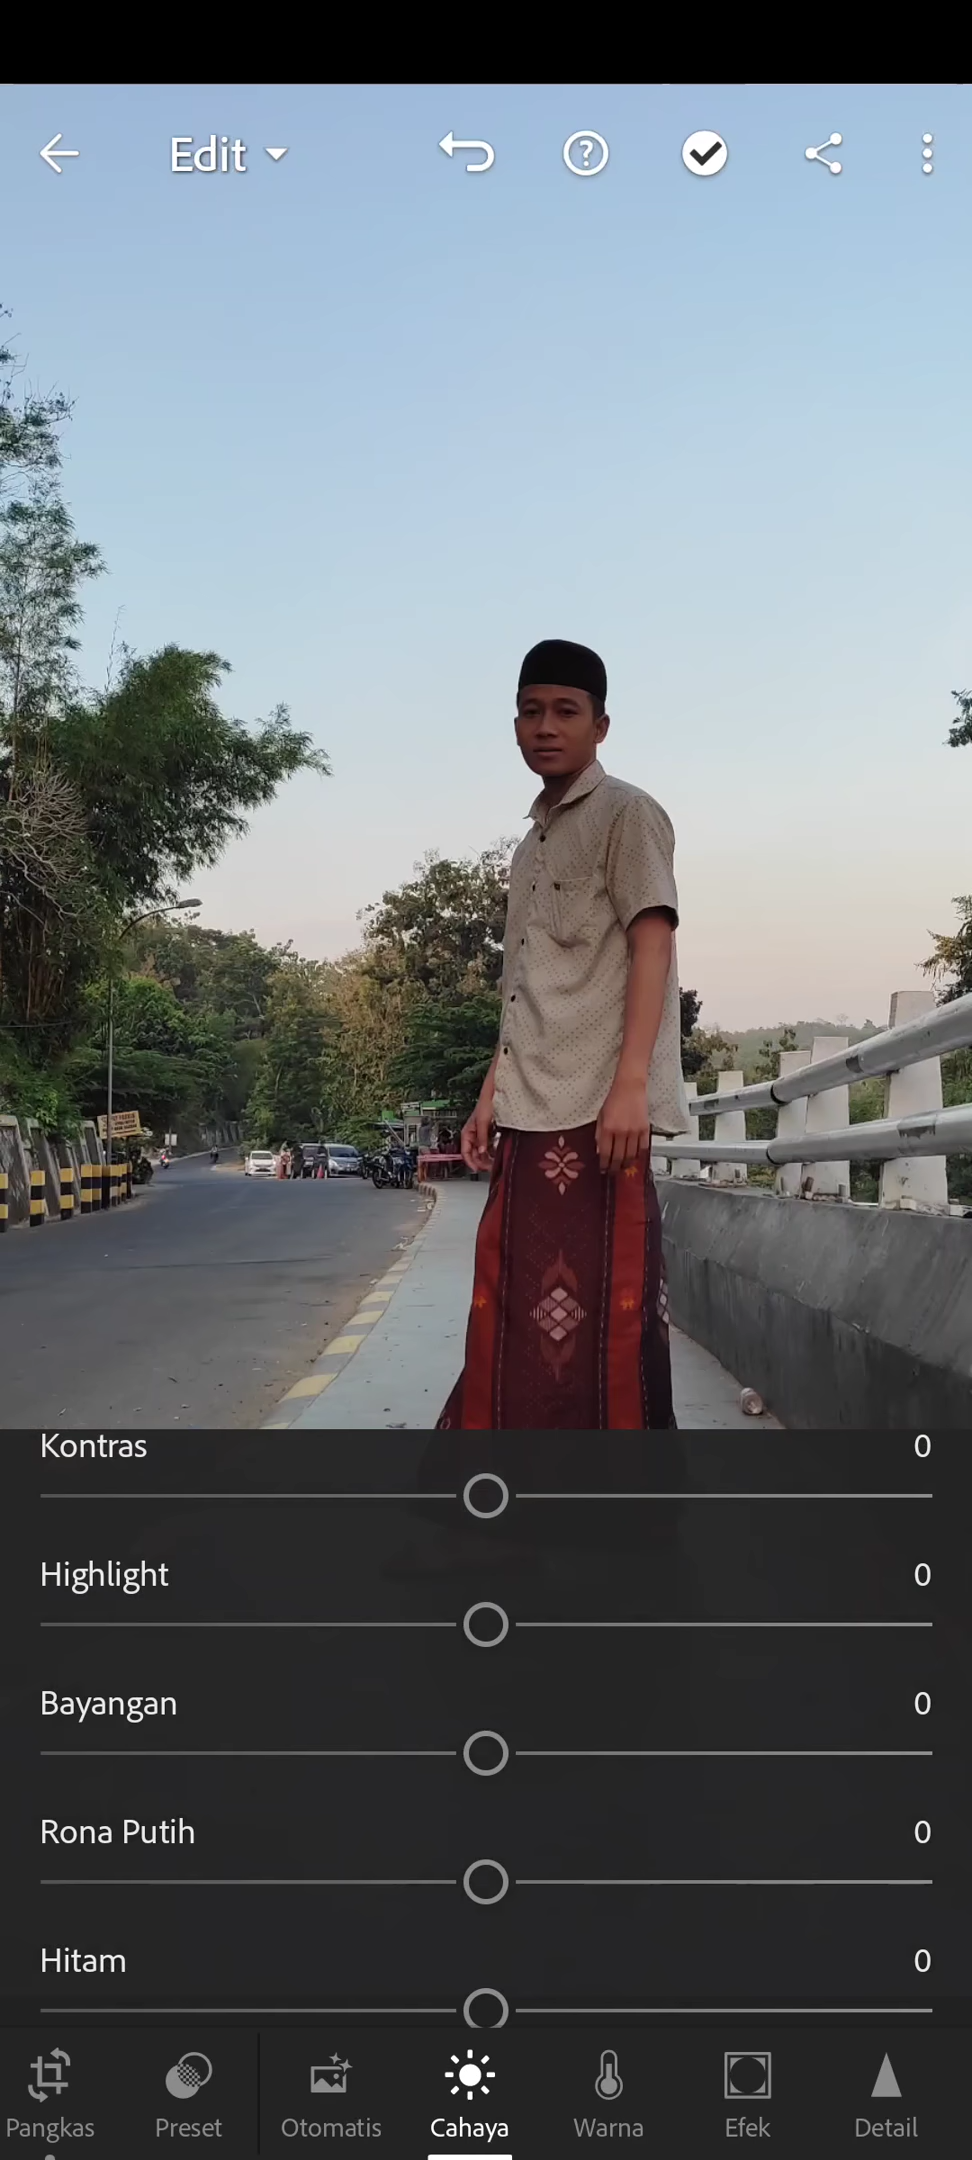 Edit
Kontras 0
Highlight 0
Bayangan 0
Rona Putih 0
Hitam 0
Pangkas Preset Otomatis Cahaya Warna Efek Detail